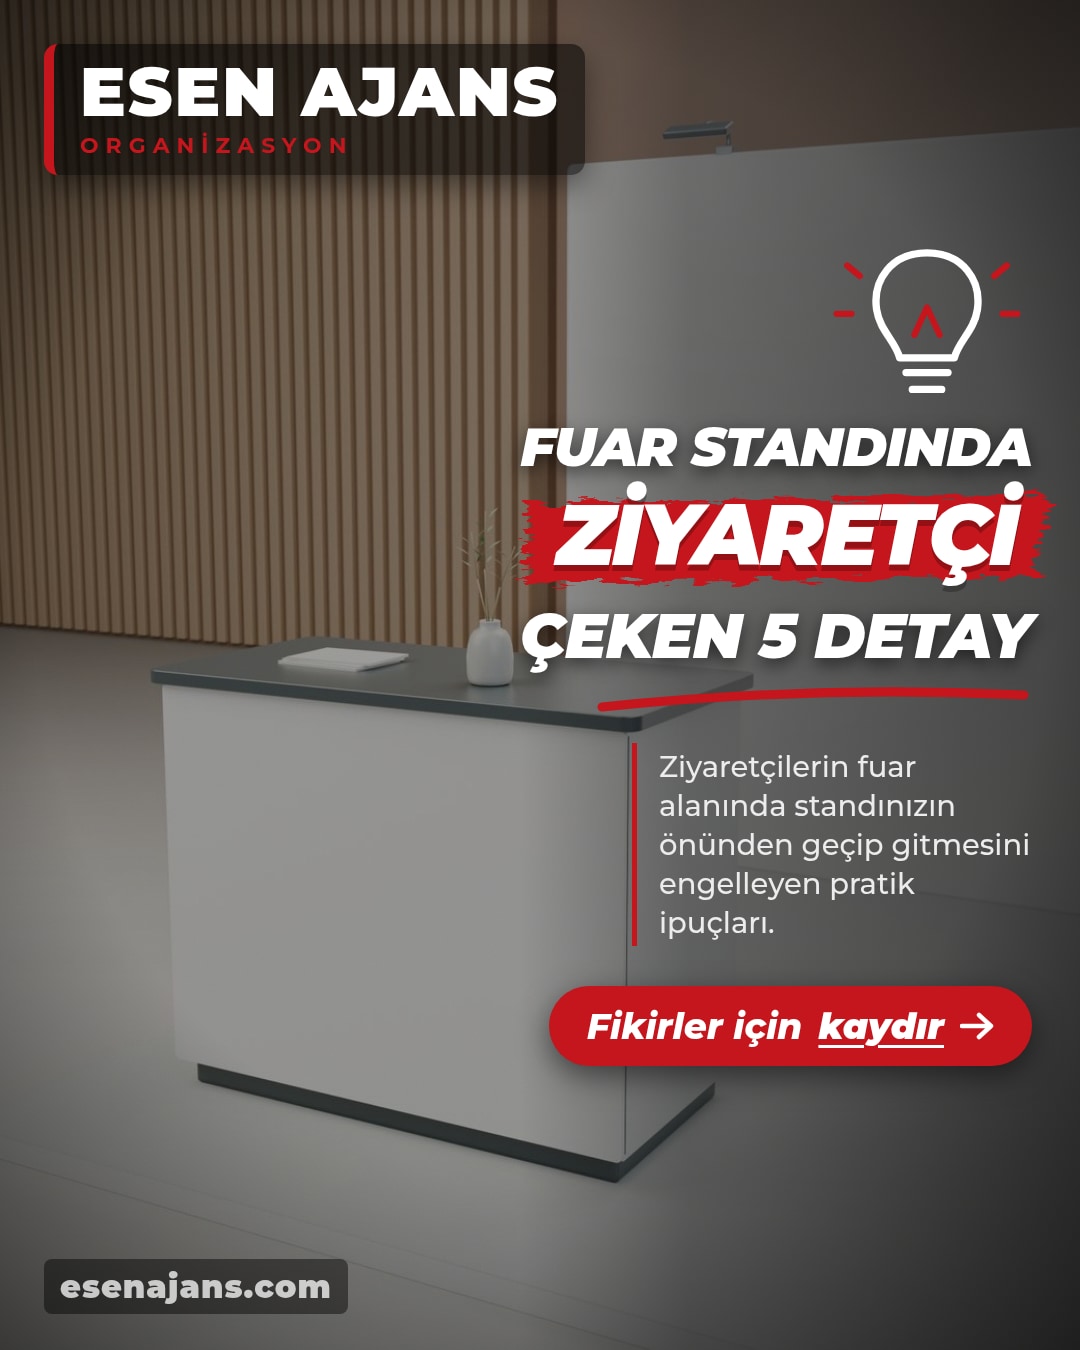 ESEN AJANS
ORGANİZASYON
FUAR STANDINDA
ZİYARETÇİ
ÇEKEN 5 DETAY
Ziyaretçilerin fuar
alanında standınızın
önünden geçip gitmesini
engelleyen pratik
ipuçları.
Fikirler için kaydır →
esenajans.com